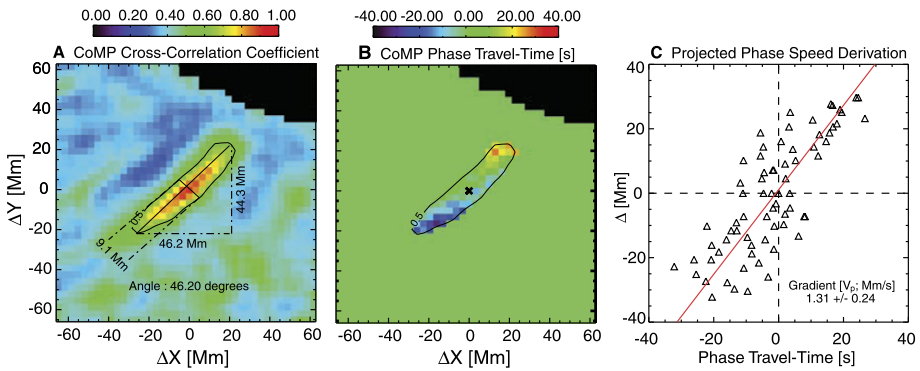 0.00 0.20 0.40 0.60 0.80 1.00
-40.00 -20.00 0.00 20.00 40.00
A CoMP Cross-Correlation Coefficient
B CoMP Phase Travel-Time [s]
C Projected Phase Speed Derivation
60
40
20
0
-20
-40
-60
ΔY [Mm]
0.5
44.3 Mm
46.2 Mm
9.1 Mm
Angle : 46.20 degrees
-60 -40 -20 0 20 40 60
ΔX [Mm]
0.5
-60 -40 -20 0 20 40 60
ΔX [Mm]
40
20
0
-20
-40
Δ [Mm]
Gradient [Vp; Mm/s]
1.31 +/- 0.24
-40 -20 0 20 40
Phase Travel-Time [s]